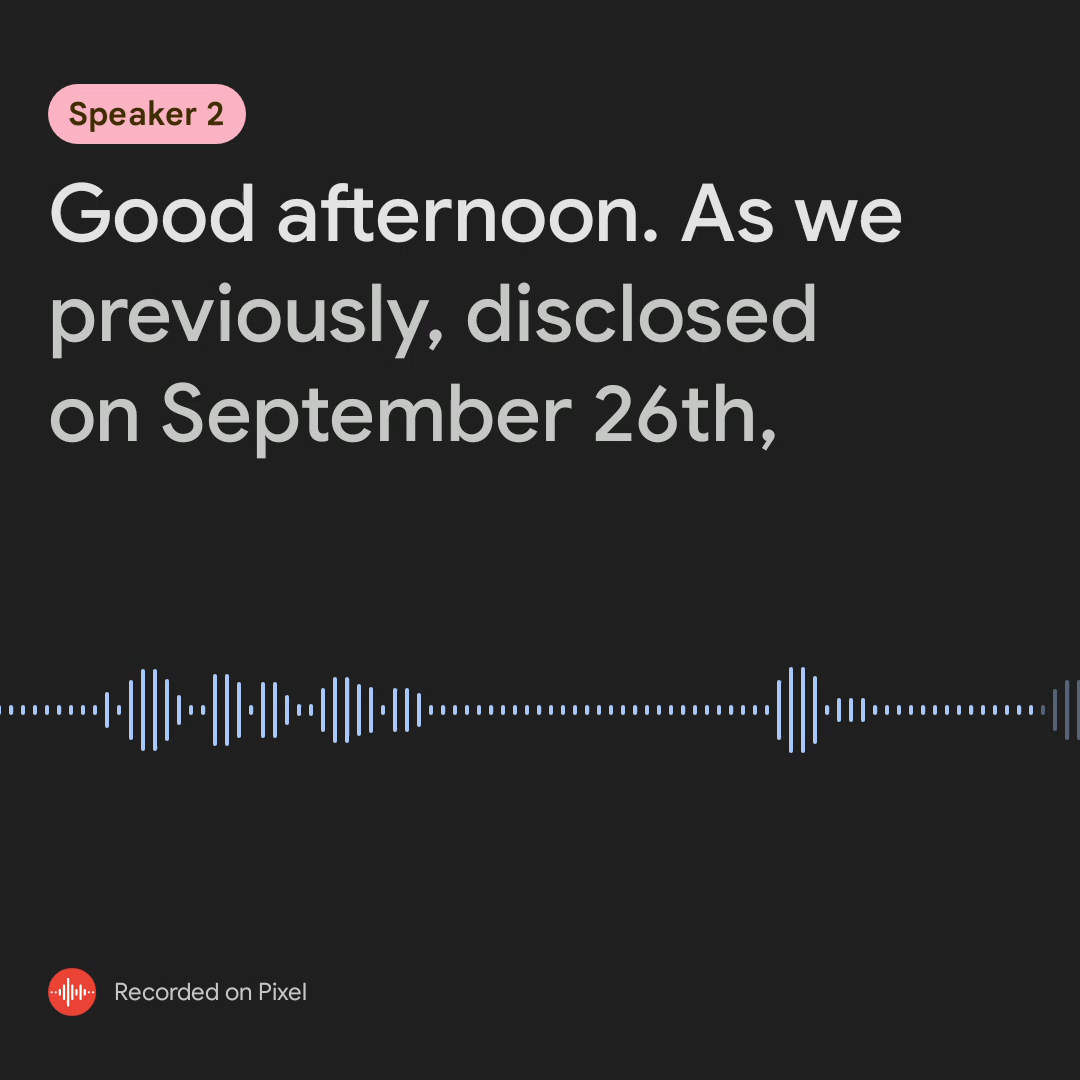 Speaker 2
Good afternoon. As we
previously, disclosed
on September 26th,
Recorded on Pixel